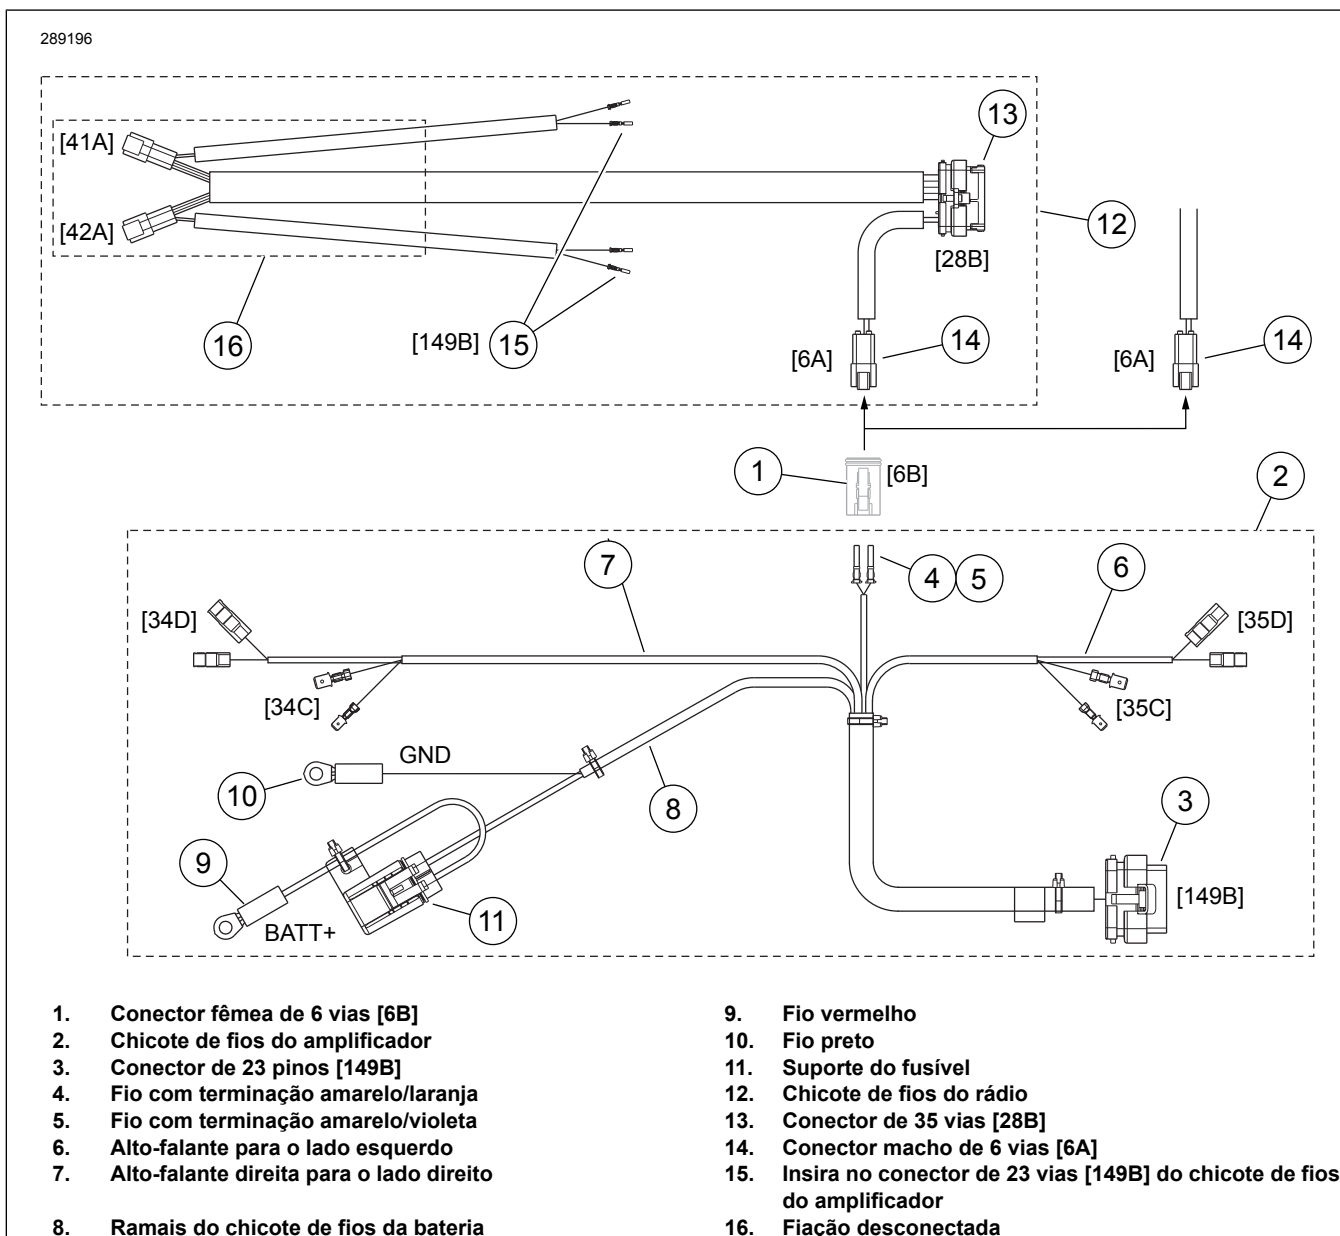 289196
[41A]
[42A]
13
12
[28B]
16
[149B]
15
[6A]
14
[6A]
14
1
[6B]
2
7
4
5
6
[34D]
[35D]
[34C]
[35C]
GND
10
8
3
9
[149B]
11
BATT+
1. Conector fêmea de 6 vias [6B]
2. Chicote de fios do amplificador
3. Conector de 23 pinos [149B]
4. Fio com terminação amarelo/laranja
5. Fio com terminação amarelo/violeta
6. Alto-falante para o lado esquerdo
7. Alto-falante direita para o lado direito
8. Ramais do chicote de fios da bateria
9. Fio vermelho
10. Fio preto
11. Suporte do fusível
12. Chicote de fios do rádio
13. Conector de 35 vias [28B]
14. Conector macho de 6 vias [6A]
15. Insira no conector de 23 vias [149B] do chicote de fios
do amplificador
16. Fiação desconectada